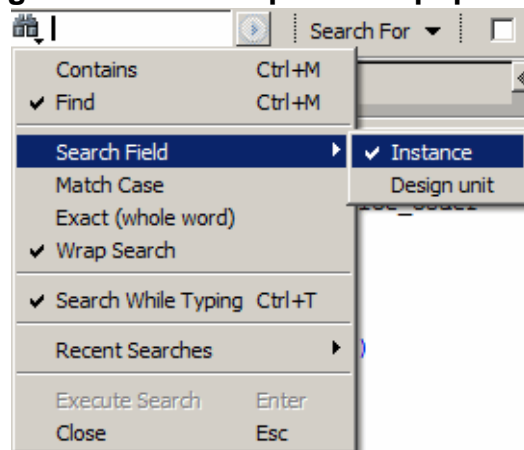 Search For
Contains Ctrl+M
Find Ctrl+M
Search Field
Instance
Match Case
Design unit
Exact (whole word)
Wrap Search
Search While Typing Ctrl+T
Recent Searches
)
Execute Search Enter
Close Esc